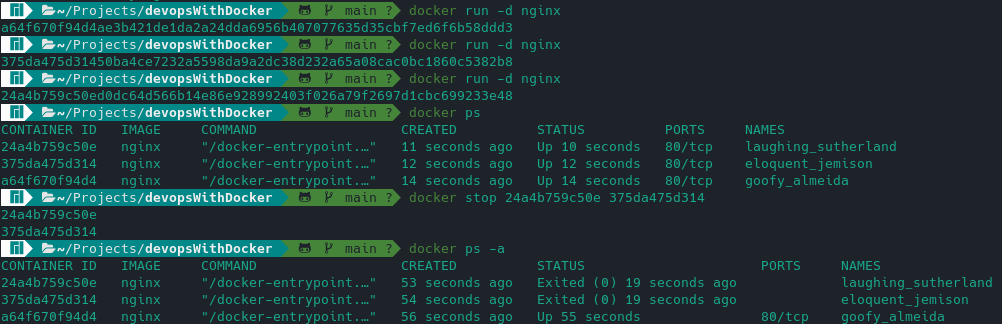 ~/Projects/devopsWithDocker main ? docker run -d nginx
a64f670f94d4ae3b421de1da2a24dda6956b407077635d35cbf7ed6f6b58ddd3
~/Projects/devopsWithDocker main ? docker run -d nginx
375da475d31450ba4ce7232a5598da9a2dc38d232a65a08cac0bc1860c5382b8
~/Projects/devopsWithDocker main ? docker run -d nginx
24a4b759c50ed0dc64d566b14e86e928992403f026a79f2697d1cbc699233e48
~/Projects/devopsWithDocker main ? docker ps
CONTAINER ID IMAGE COMMAND CREATED STATUS PORTS NAMES
24a4b759c50e nginx "/docker-entrypoint.…" 11 seconds ago Up 10 seconds 80/tcp laughing_sutherland
375da475d314 nginx "/docker-entrypoint.…" 12 seconds ago Up 12 seconds 80/tcp eloquent_jemison
a64f670f94d4 nginx "/docker-entrypoint.…" 14 seconds ago Up 14 seconds 80/tcp goofy_almeida
~/Projects/devopsWithDocker main ? docker stop 24a4b759c50e 375da475d314
24a4b759c50e
375da475d314
~/Projects/devopsWithDocker main ? docker ps -a
CONTAINER ID IMAGE COMMAND CREATED STATUS PORTS NAMES
24a4b759c50e nginx "/docker-entrypoint.…" 53 seconds ago Exited (0) 19 seconds ago laughing_sutherland
375da475d314 nginx "/docker-entrypoint.…" 54 seconds ago Exited (0) 19 seconds ago eloquent_jemison
a64f670f94d4 nginx "/docker-entrypoint.…" 56 seconds ago Up 55 seconds 80/tcp goofy_almeida